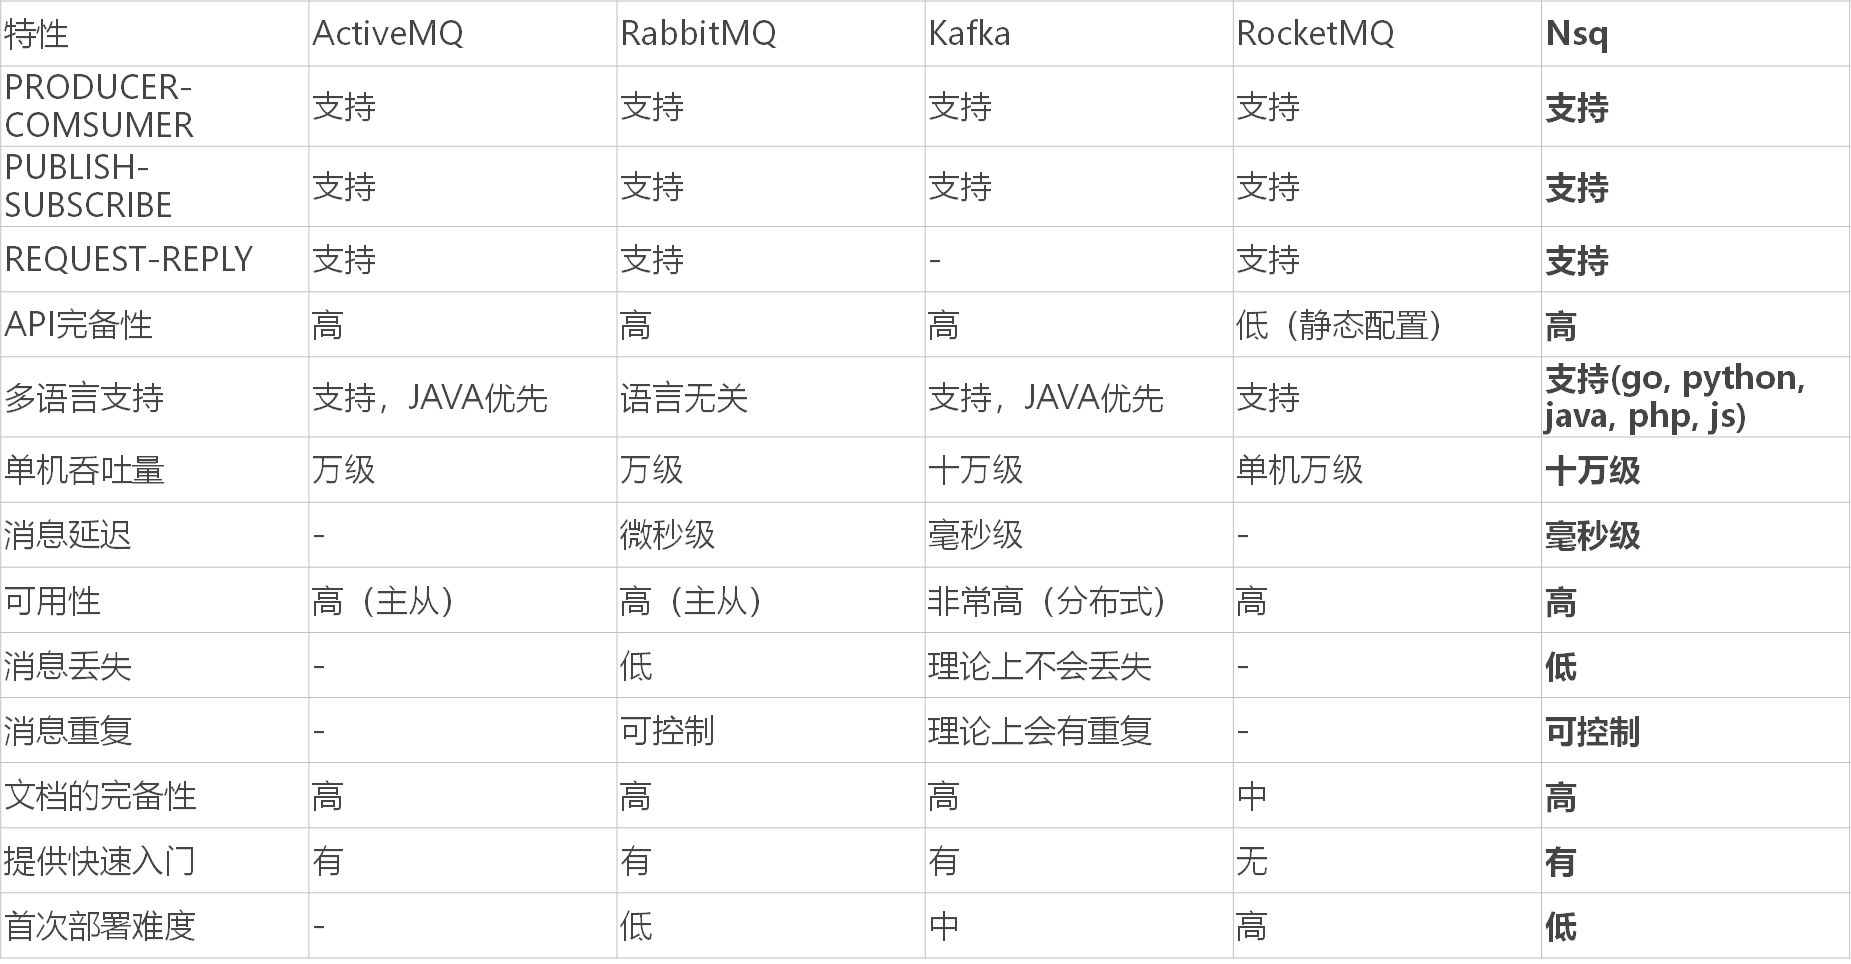 特性 ActiveMQ RabbitMQ Kafka RocketMQ Nsq
PRODUCER-
COMSUMER 支持 支持 支持 支持 支持
PUBLISH-
SUBSCRIBE 支持 支持 支持 支持 支持
REQUEST-REPLY 支持 支持 - 支持 支持
API完备性 高 高 高 低（静态配置） 高
多语言支持 支持，JAVA优先 语言无关 支持，JAVA优先 支持 支持(go, python,
java, php, js)
单机吞吐量 万级 万级 十万级 单机万级 十万级
消息延迟 - 微秒级 毫秒级 - 毫秒级
可用性 高（主从） 高（主从） 非常高（分布式） 高 高
消息丢失 - 低 理论上不会丢失 - 低
消息重复 - 可控制 理论上会有重复 - 可控制
文档的完备性 高 高 高 中 高
提供快速入门 有 有 有 无 有
首次部署难度 - 低 中 高 低